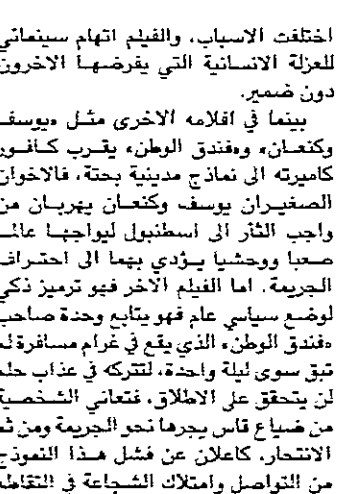 اختلفت الاسباب، والفيلم اتهام سينمائي
للعزلة الانسانية التي يفرضها الاخرون
دون ضمير.
بينما في افلامه الاخرى مثل «يوسف
وكنعان» و«فندق الوطن» يقرب كافور
كاميرته الى نماذج مدينية بحتة، فالاخوان
الصغيران يوسف وكنعان يهربان من
واجب الثأر الى اسطنبول ليواجها عالما
صعبا ووحشيا يؤدي بهما الى احتراف
الجريمة. اما الفيلم الاخر فهو ترميز ذكي
لوضع سياسي عام فهو يتابع وحدة صاحب
«فندق الوطن» الذي يقع في غرام مسافرة لم
تبق سوى ليلة واحدة، لتتركه في عذاب حلم
لن يتحقق على الاطلاق، فتعاني الشخصية
من ضياع قاس يجرها نحو الجريمة ومن ثم
الانتحار، كاعلان عن فشل هذا النموذج
من التواصل وامتلاك الشجاعة في التقاطه